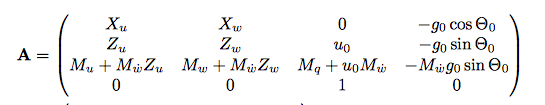 X_u X_w 0 −g_0 cos Θ_0
Z_u Z_w u_0 −g_0 sin Θ_0
A = M_u + M_ẇ Z_u M_w + M_ẇ Z_w M_q + u_0 M_ẇ −M_ẇ g_0 sin Θ_0
0 0 1 0